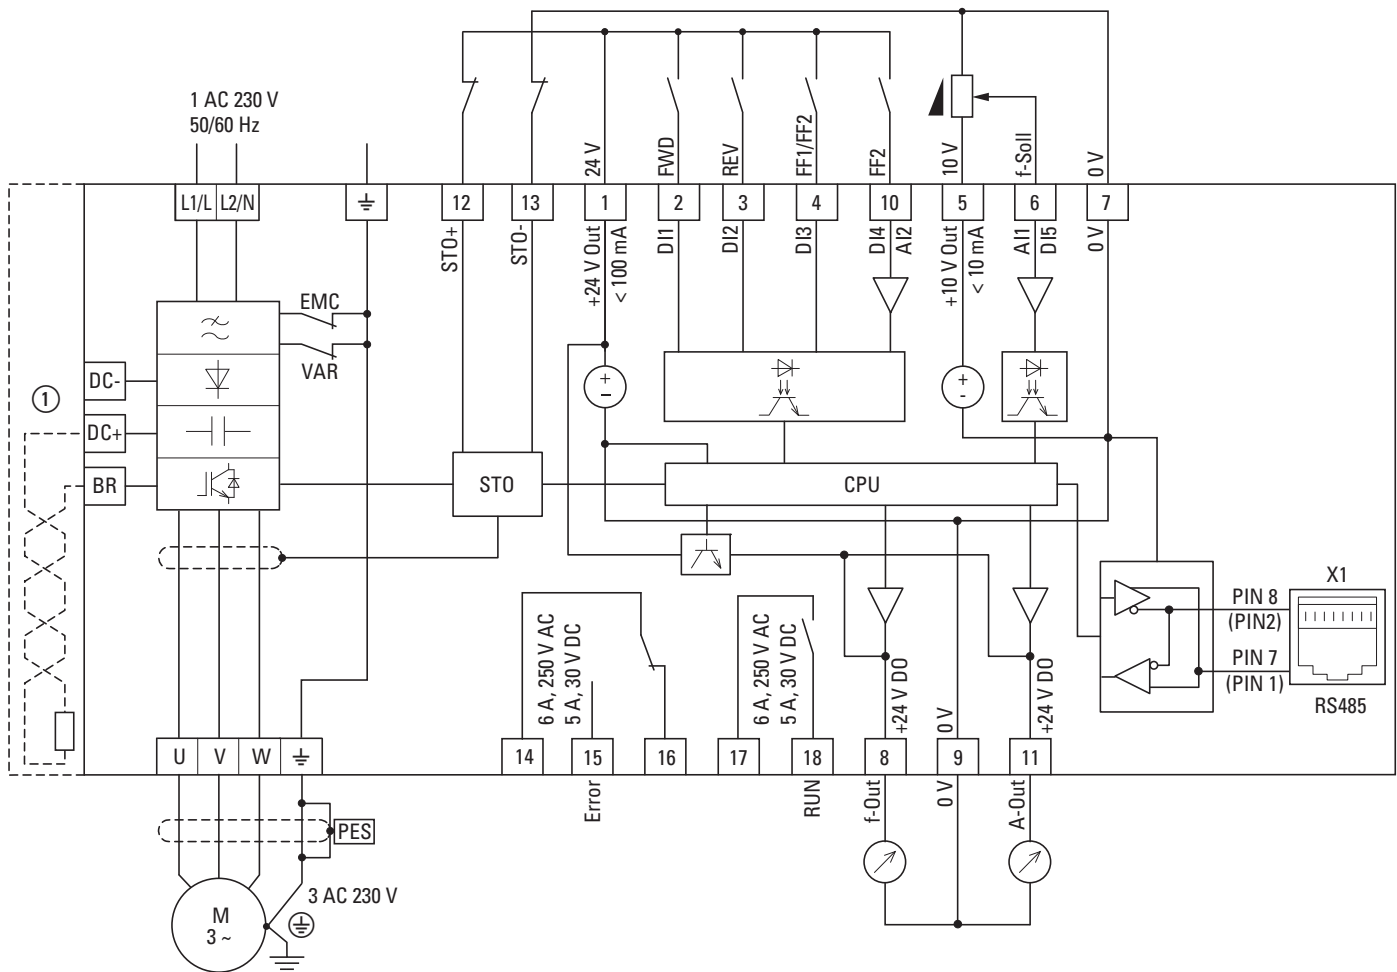 1 AC 230 V
50/60 Hz
24 V
FWD
REV
FF1/FF2
FF2
10 V
f-Soll
0 V
L1/L
L2/N
12
13
1
2
3
4
10
5
6
7
STO+
STO-
+24 V Out
< 100 mA
DI1
DI2
DI3
DI4
AI2
+10 V Out
< 10 mA
AI1
DI5
0 V
EMC
VAR
1
DC-
DC+
BR
+
–
+
-
STO
CPU
X1
PIN 8
(PIN2)
PIN 7
(PIN 1)
RS485
6 A, 250 V AC
5 A, 30 V DC
6 A, 250 V AC
5 A, 30 V DC
+24 V DO
0 V
+24 V DO
U
V
W
14
15
16
17
18
8
9
11
Error
RUN
f-Out
0 V
A-Out
PES
3 AC 230 V
M
3 ~